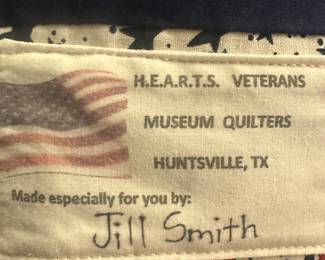 H.E.A.R.T.S. VETERANS
MUSEUM QUILTERS
HUNTSVILLE, TX
Made especially for you by:
Jill Smith